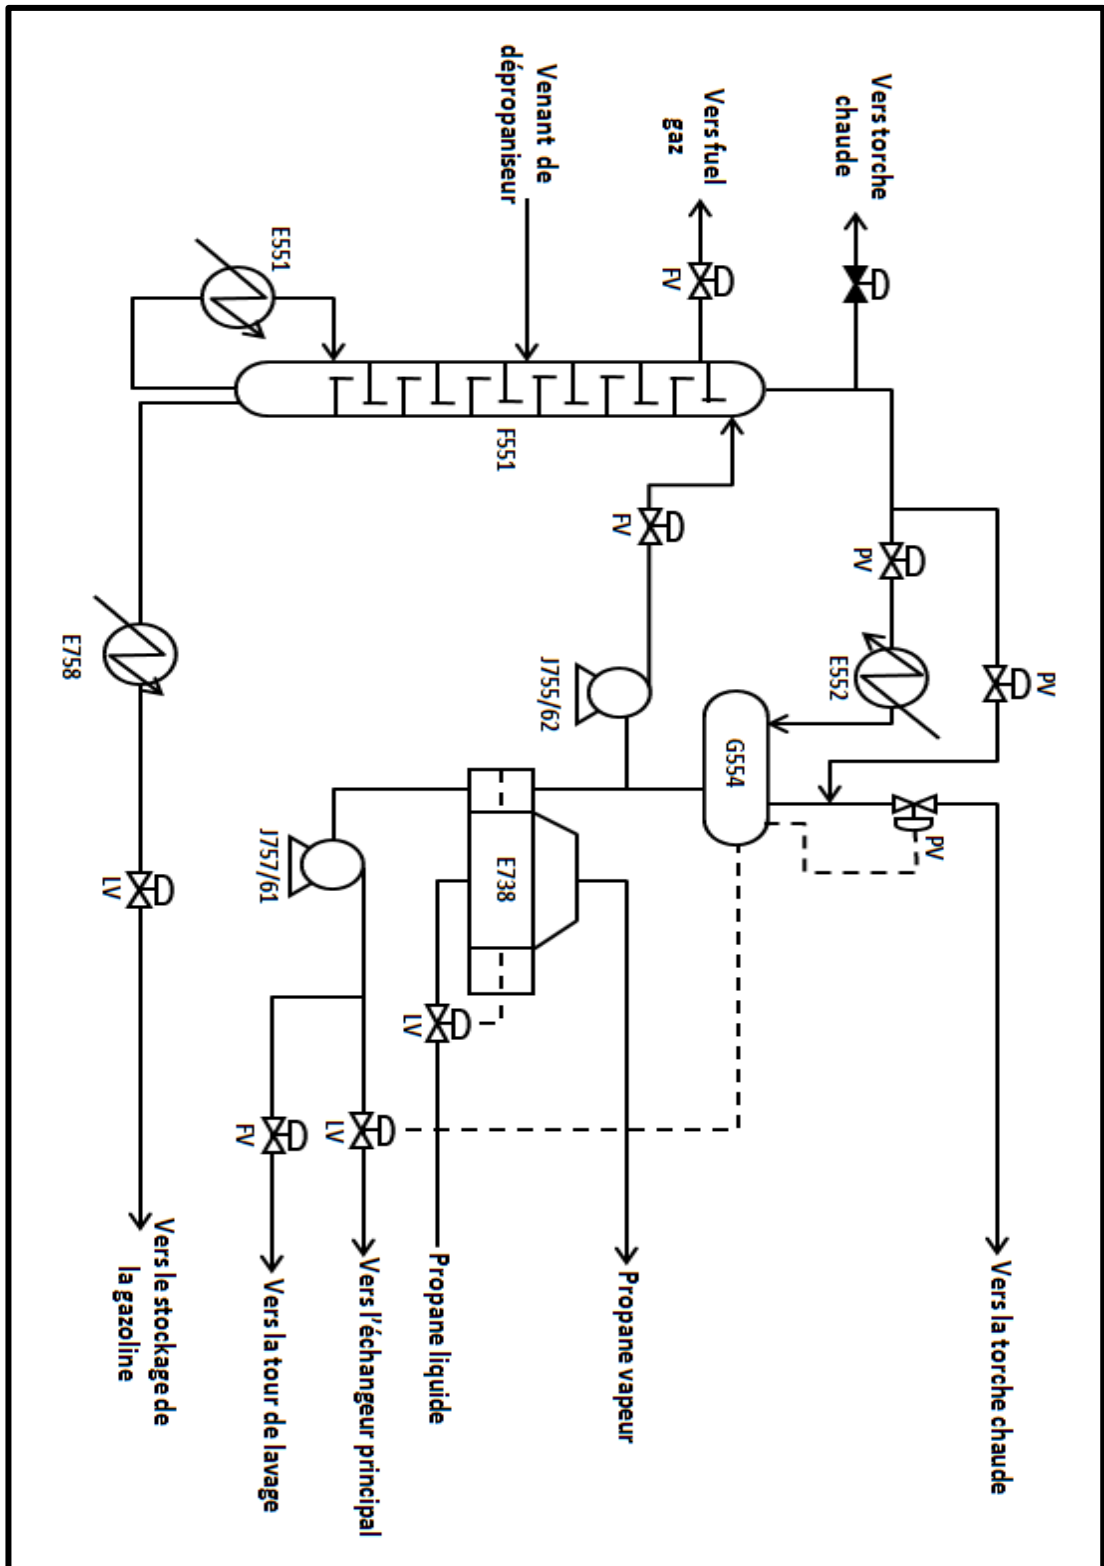 PV
Vers la torche chaude
PV
Vers torche
chaude
PV
E552
G554
Vers fuel
gaz
FV
Propane vapeur
FV
J755/62
Venant de
dépropaniseur
F551
E738
Propane liquide
LV
Vers l'échangeur principal
LV
E551
J757/61
Vers la tour de lavage
FV
Vers le stockage de
la gazoline
LV
E758